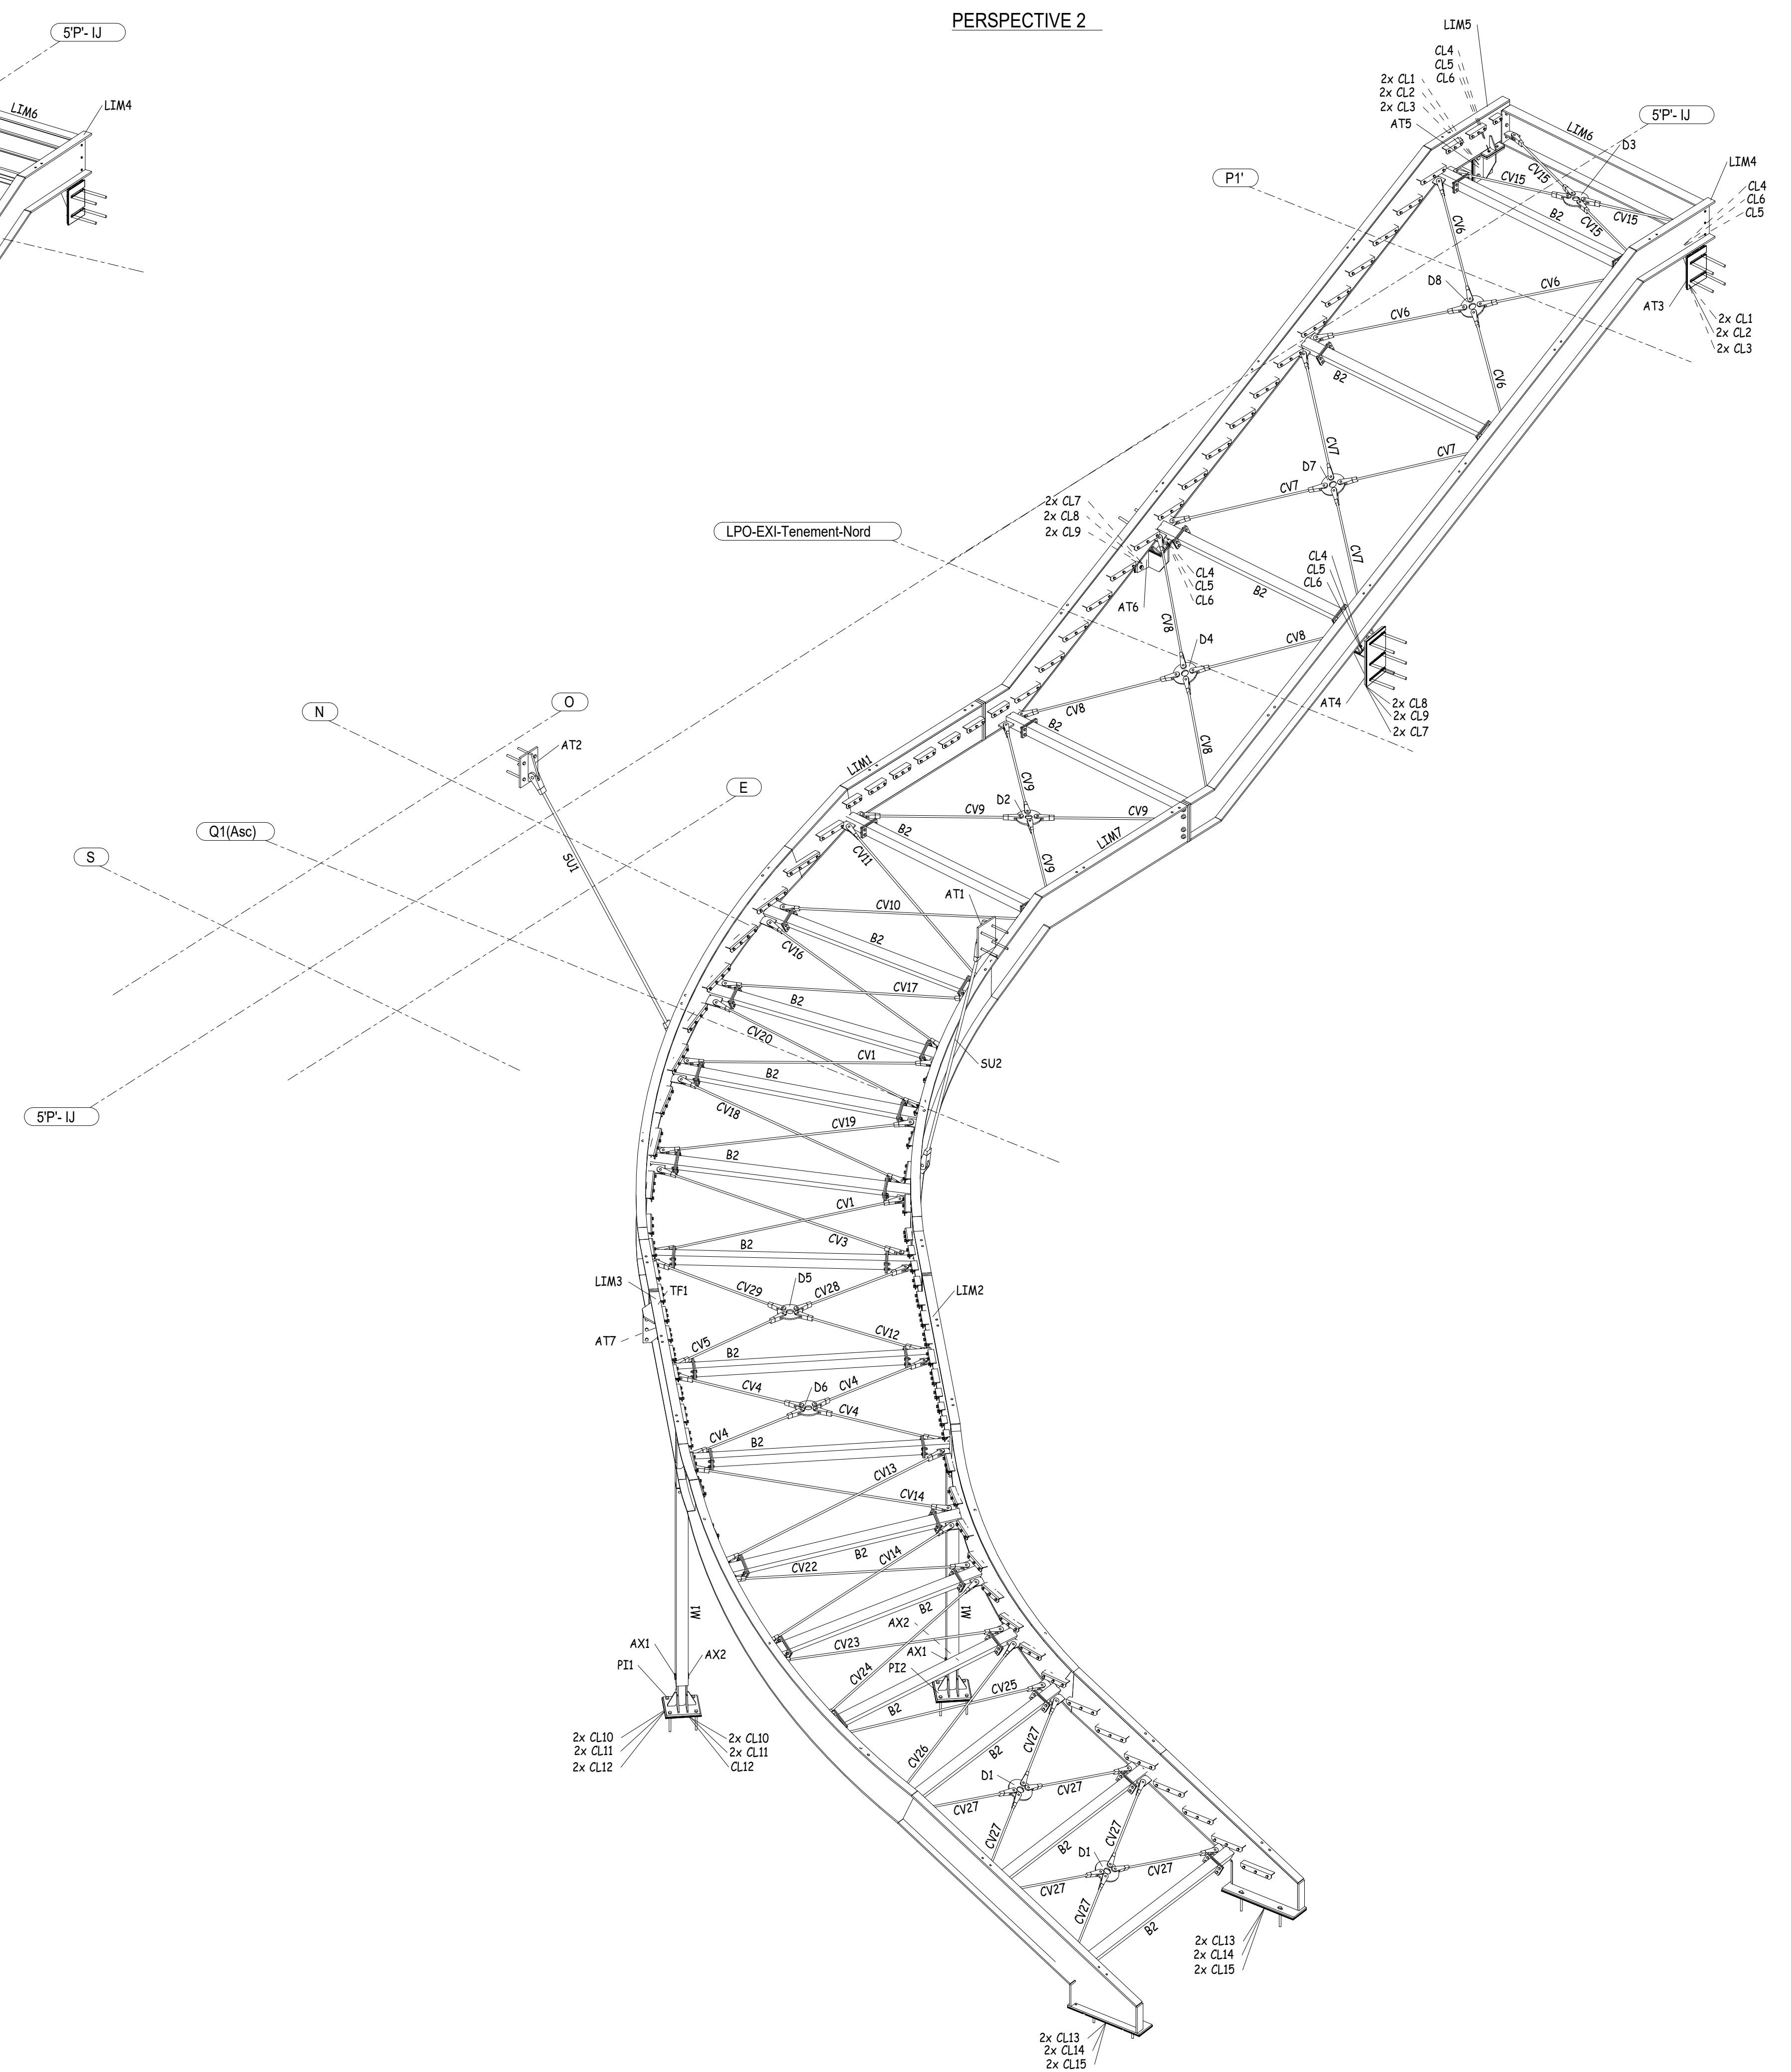 PERSPECTIVE 2
5'P'- IJ
LIM6
LIM4
LIM5
CL4
CL5
CL6
2x CL1
2x CL2
2x CL3
AT5
LIM6
5'P'- IJ
D3
LIM4
CL4
CL6
CL5
P1'
CV15
CV15
CV15
CV15
B2
CV6
CV6
D8
CV6
CV6
AT3
2x CL1
2x CL2
2x CL3
B2
CV7
CV7
D7
CV7
CV7
2x CL7
2x CL8
2x CL9
LPO-EXI-Tenement-Nord
CL4
CL5
CL6
AT6
B2
CL4
CL5
CL6
CV8
CV8
D4
AT4
2x CL8
2x CL9
2x CL7
CV8
CV8
B2
O
N
AT2
LIM1
E
CV9
D2
CV9
CV9
CV9
LIM7
Q1(Asc)
S
SU1
B2
CV11
AT1
CV10
B2
CV16
CV17
B2
CV20
CV1
SU2
B2
CV18
CV19
5'P'- IJ
B2
CV1
CV3
B2
LIM3
TF1
CV29
D5
CV28
LIM2
AT7
CV5
CV12
B2
CV4
D6
CV4
CV4
CV4
B2
CV13
CV14
B2
CV22
CV14
M1
B2
M1
AX2
CV23
AX1
AX1
AX2
PI1
PI2
CV24
CV25
B2
2x CL10
2x CL11
2x CL12
2x CL10
2x CL11
CL12
CV26
B2
CV27
D1
CV27
CV27
CV27
B2
CV27
D1
CV27
CV27
CV27
B2
2x CL13
2x CL14
2x CL15
2x CL13
2x CL14
2x CL15